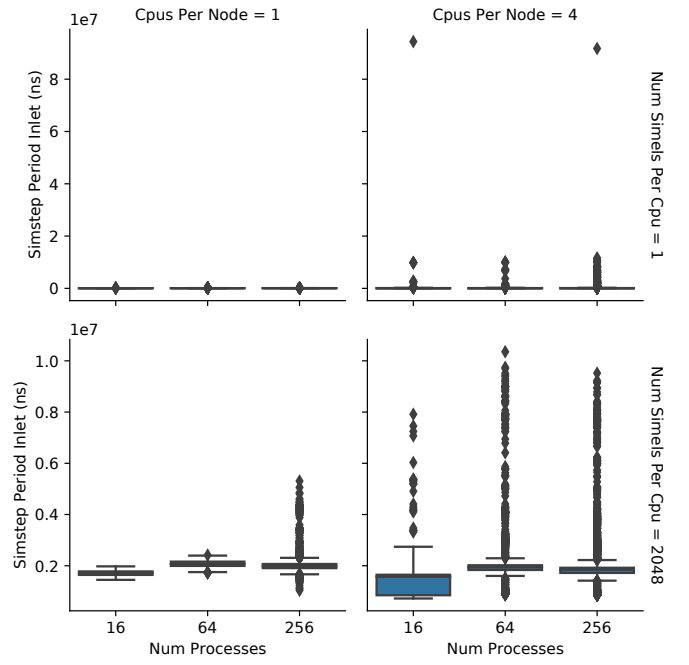 Cpus Per Node = 1
Cpus Per Node = 4
1e7
8
6
4
2
0
Simstep Period Inlet (ns)
Num Simels Per Cpu = 1
1e7
1.0
0.8
0.6
0.4
0.2
Simstep Period Inlet (ns)
Num Simels Per Cpu = 2048
16
64
256
16
64
256
Num Processes
Num Processes